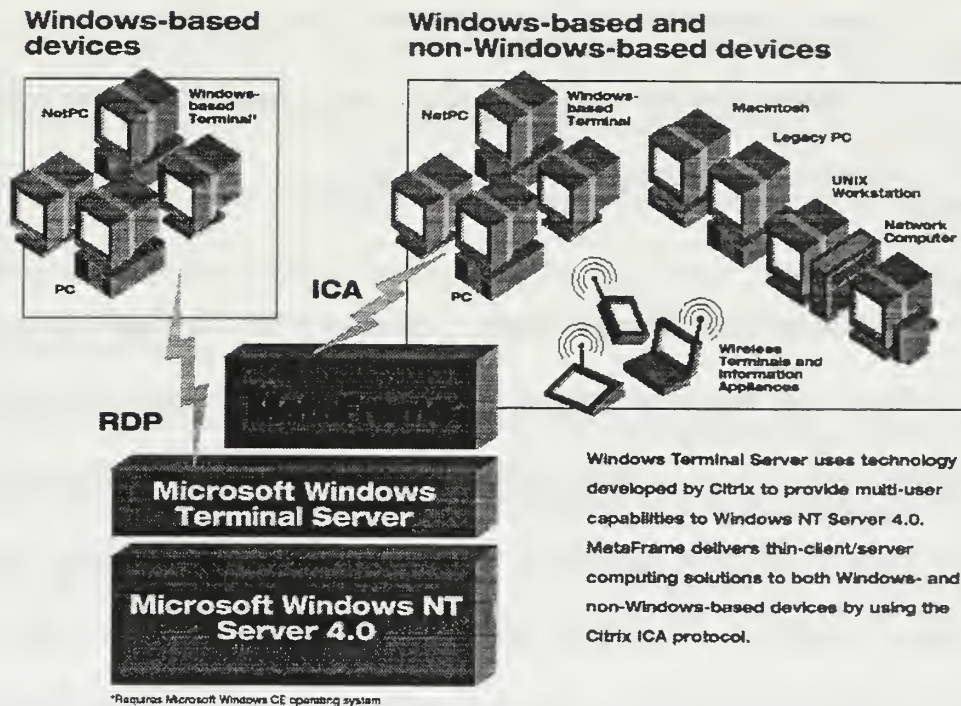 Windows-based
devices
Windows-based and
non-Windows-based devices
NetPC
Windows-
based
Terminal*
PC
NetPC
Windows-
based
Terminal
PC
Macintosh
Legacy PC
UNIX
Workstation
Network
Computer
Wireless
Terminals and
Information
Appliances
ICA
RDP
Microsoft Windows
Terminal Server
Microsoft Windows NT
Server 4.0
Windows Terminal Server uses technology
developed by Citrix to provide multi-user
capabilities to Windows NT Server 4.0.
MetaFrame delivers thin-client/server
computing solutions to both Windows- and
non-Windows-based devices by using the
Citrix ICA protocol.
*Requires Microsoft Windows CE operating system